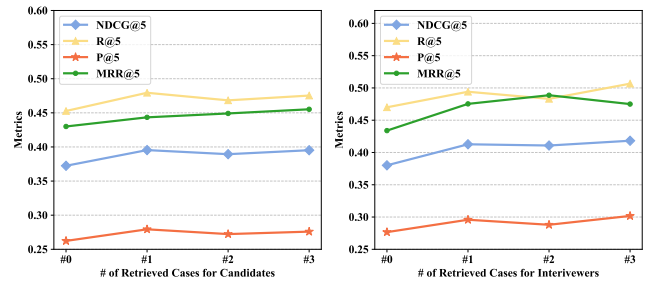 0.60
0.55
0.50
0.45
0.40
0.35
0.30
0.25
Metrics
NDCG@5
R@5
P@5
MRR@5
#0 #1 #2 #3
# of Retrieved Cases for Candidates
0.60
0.55
0.50
0.45
0.40
0.35
0.30
0.25
Metrics
NDCG@5
R@5
P@5
MRR@5
#0 #1 #2 #3
# of Retrieved Cases for Interivewers